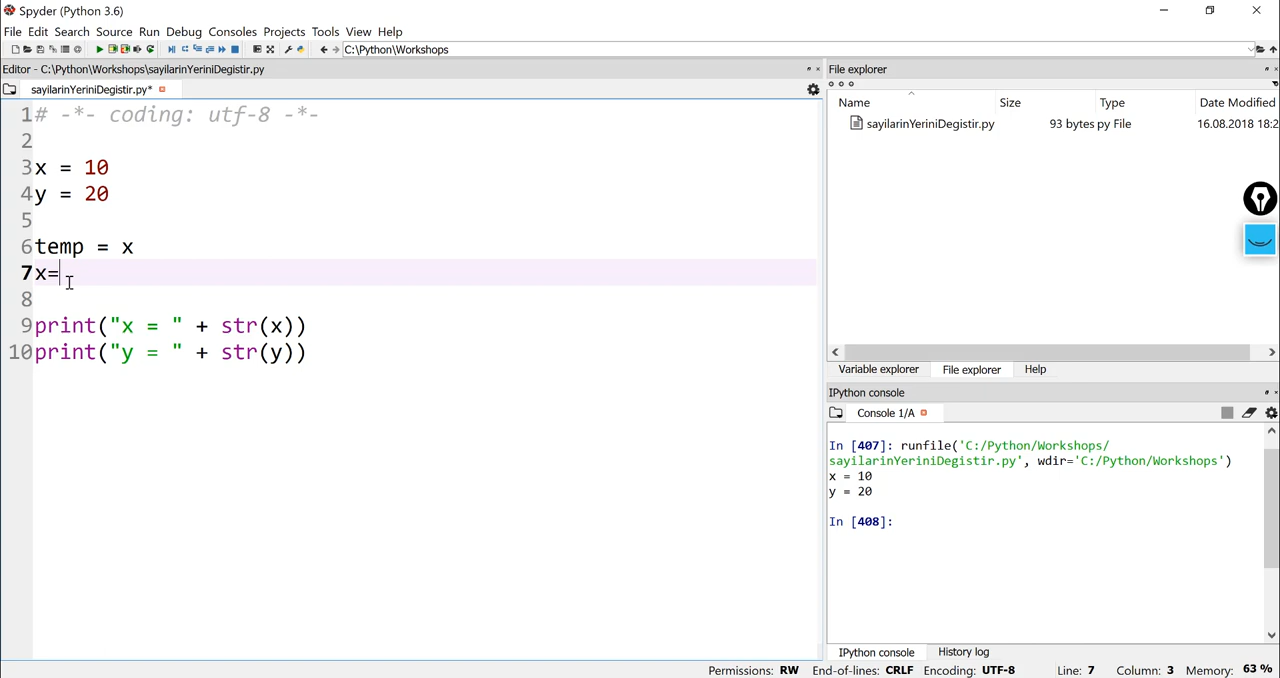 Spyder (Python 3.6)
File Edit Search Source Run Debug Consoles Projects Tools View Help
C:\Python\Workshops
Editor - C:\Python\Workshops\sayilarinYeriniDegistir.py
sayilarinYeriniDegistir.py*
1 # -*- coding: utf-8 -*-
2
3 x = 10
4 y = 20
5
6 temp = x
7 x=
8
9 print("x = " + str(x))
10 print("y = " + str(y))
File explorer
Name Size Type Date Modified
sayilarinYeriniDegistir.py 93 bytes py File 16.08.2018 18:2
Variable explorer File explorer Help
IPython console
Console 1/A
In [407]: runfile('C:/Python/Workshops/
sayilarinYeriniDegistir.py', wdir='C:/Python/Workshops')
x = 10
y = 20
In [408]:
IPython console History log
Permissions: RW End-of-lines: CRLF Encoding: UTF-8 Line: 7 Column: 3 Memory: 63 %